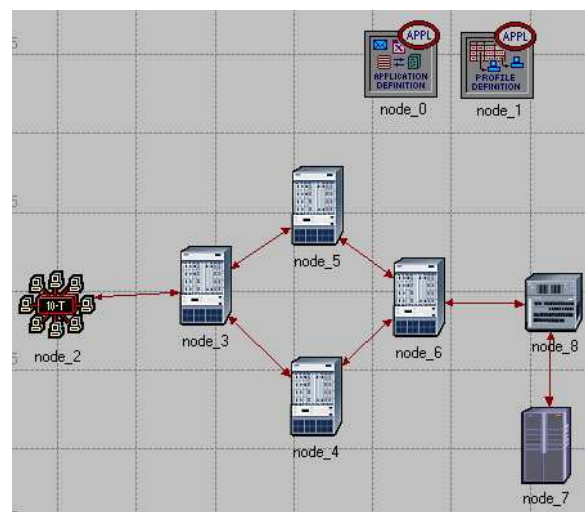 APPL
APPL
APPLICATION
DEFINITION
PROFILE
DEFINITION
node_0
node_1
node_5
10-T
node_2
node_3
node_6
node_8
node_4
node_7